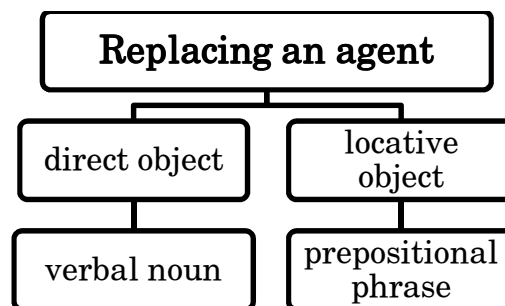 Replacing an agent
direct object
locative
object
verbal noun
prepositional
phrase